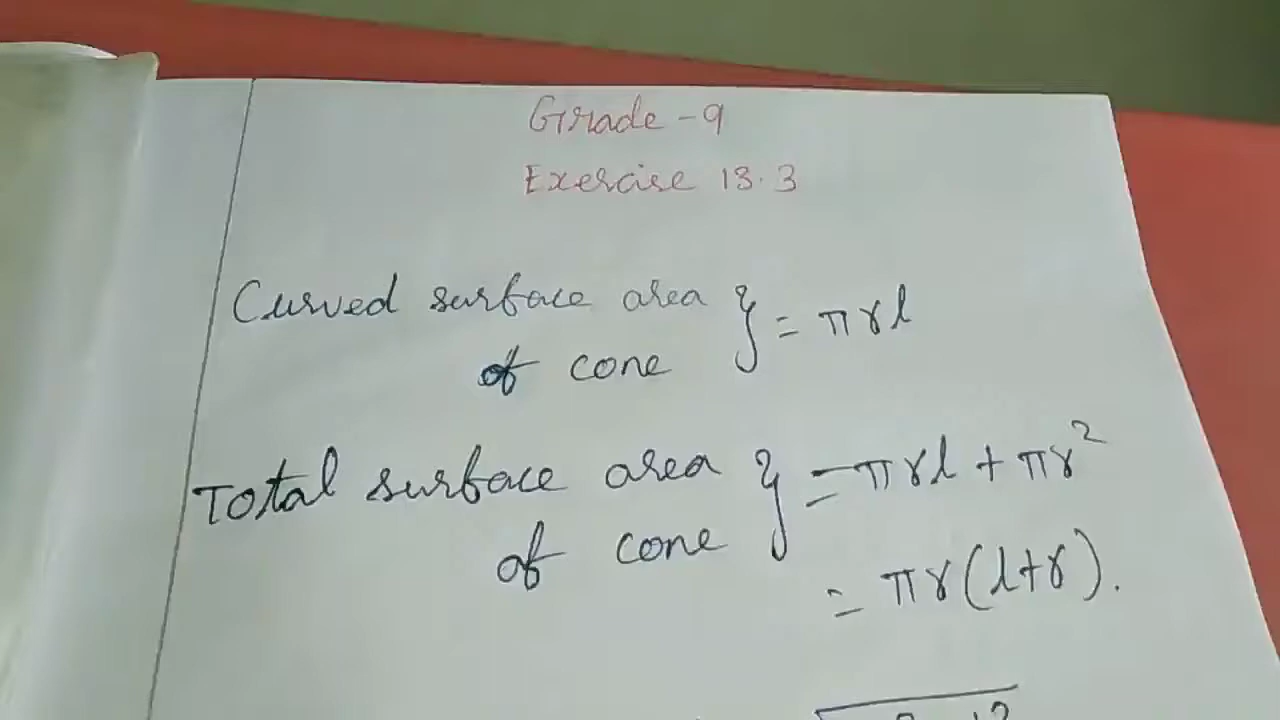 Grade - 9
Exercise 13.3
Curved surface area
of cone } = πrl
Total surface area
of cone } = πrl + πr²
= πr(l+r).